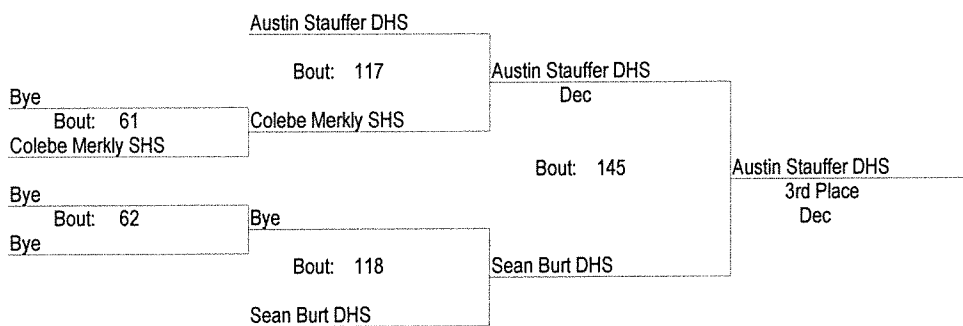 Austin Stauffer DHS
Bout: 117
Austin Stauffer DHS
Dec
Bye
Bout: 61
Colebe Merkly SHS
Colebe Merkly SHS
Bout: 145
Austin Stauffer DHS
3rd Place
Dec
Bye
Bout: 62
Bye
Bye
Bout: 118
Sean Burt DHS
Sean Burt DHS